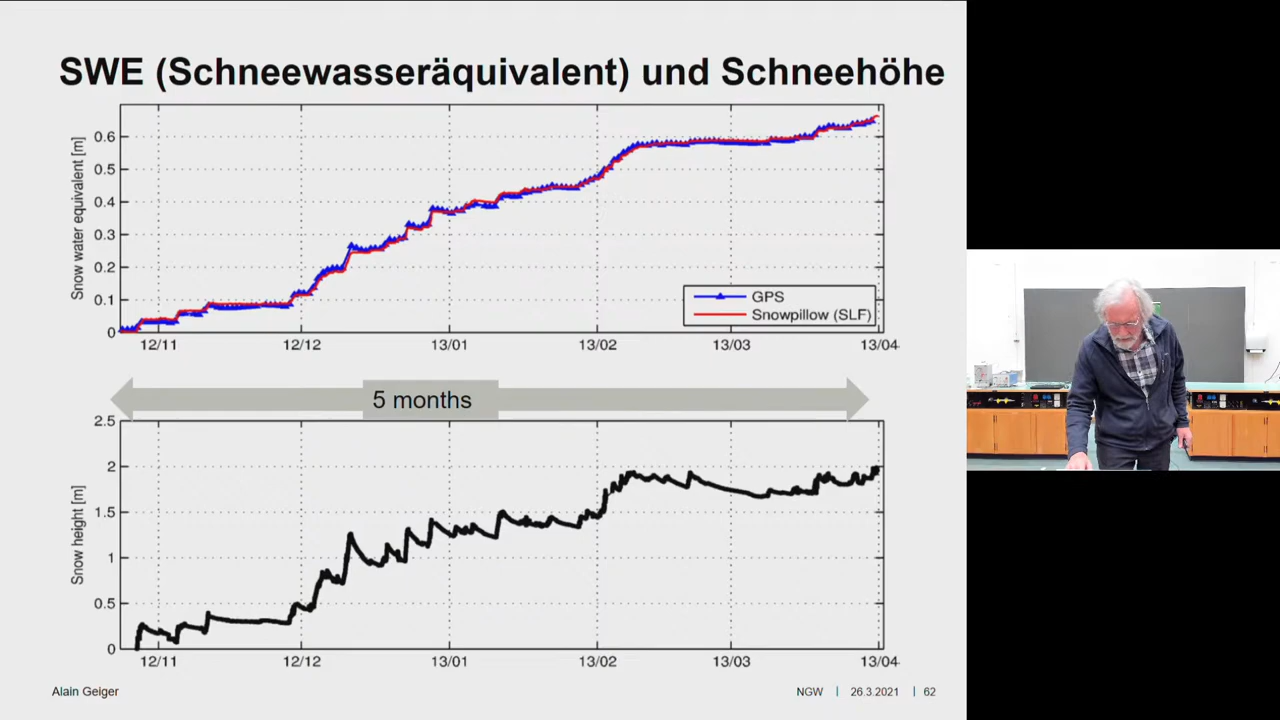 SWE (Schneewasseräquivalent) und Schneehöhe
Snow water equivalent [m]
0.6
0.5
0.4
0.3
0.2
0.1
0
GPS
Snowpillow (SLF)
12/11 12/12 13/01 13/02 13/03 13/04
5 months
Snow height [m]
2.5
2
1.5
1
0.5
0
12/11 12/12 13/01 13/02 13/03 13/04
Alain Geiger NGW | 26.3.2021 | 62